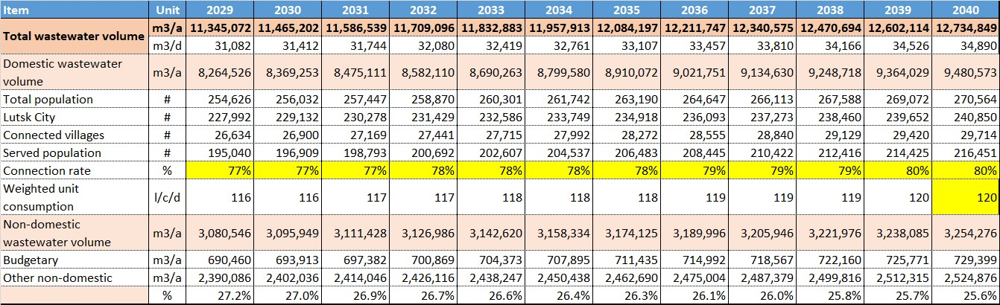 Item Unit 2029 2030 2031 2032 2033 2034 2035 2036 2037 2038 2039 2040
Total wastewater volume m3/a 11,345,072 11,465,202 11,586,539 11,709,096 11,832,883 11,957,913 12,084,197 12,211,747 12,340,575 12,470,694 12,602,114 12,734,849
m3/d 31,082 31,412 31,744 32,080 32,419 32,761 33,107 33,457 33,810 34,166 34,526 34,890
Domestic wastewater
volume m3/a 8,264,526 8,369,253 8,475,111 8,582,110 8,690,263 8,799,580 8,910,072 9,021,751 9,134,630 9,248,718 9,364,029 9,480,573
Total population # 254,626 256,032 257,447 258,870 260,301 261,742 263,190 264,647 266,113 267,588 269,072 270,564
Lutsk City # 227,992 229,132 230,278 231,429 232,586 233,749 234,918 236,093 237,273 238,460 239,652 240,850
Connected villages # 26,634 26,900 27,169 27,441 27,715 27,992 28,272 28,555 28,840 29,129 29,420 29,714
Served population # 195,040 196,909 198,793 200,692 202,607 204,537 206,483 208,445 210,422 212,416 214,425 216,451
Connection rate % 77% 77% 77% 78% 78% 78% 78% 79% 79% 79% 80% 80%
Weighted unit
consumption l/c/d 116 116 117 117 118 118 118 119 119 119 120 120
Non-domestic
wastewater volume m3/a 3,080,546 3,095,949 3,111,428 3,126,986 3,142,620 3,158,334 3,174,125 3,189,996 3,205,946 3,221,976 3,238,085 3,254,276
Budgetary m3/a 690,460 693,913 697,382 700,869 704,373 707,895 711,435 714,992 718,567 722,160 725,771 729,399
Other non-domestic m3/a 2,390,086 2,402,036 2,414,046 2,426,116 2,438,247 2,450,438 2,462,690 2,475,004 2,487,379 2,499,816 2,512,315 2,524,876
% 27.2% 27.0% 26.9% 26.7% 26.6% 26.4% 26.3% 26.1% 26.0% 25.8% 25.7% 25.6%